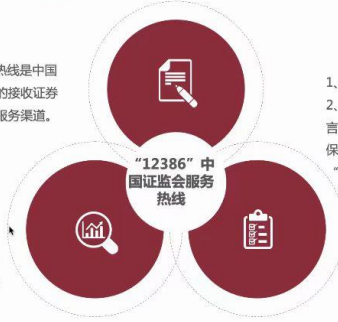 热线是中国
的接收证券
服务渠道。
“12386”中
国证监会服务
热线
1、
2、
言
保
“